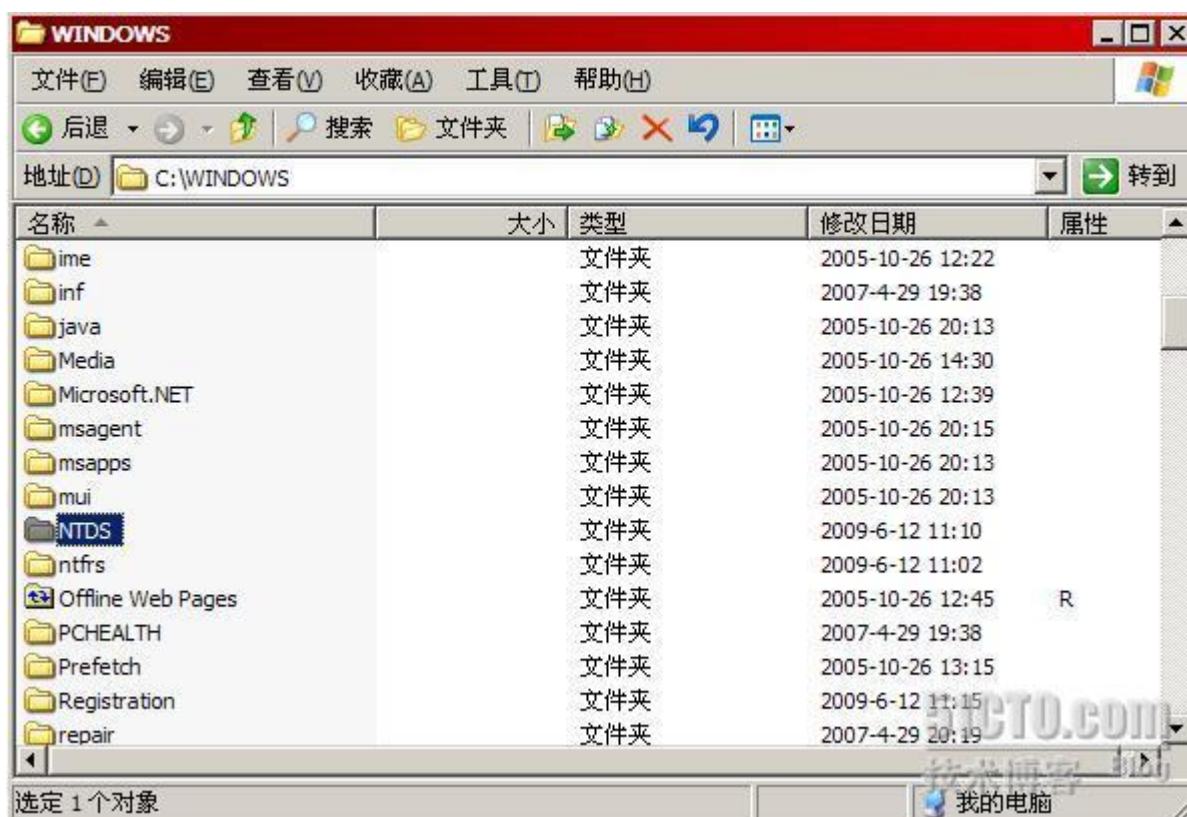 WINDOWS
文件(F) 编辑(E) 查看(V) 收藏(A) 工具(T) 帮助(H)
后退 搜索 文件夹
地址(D) C:\WINDOWS 转到
名称 大小 类型 修改日期 属性
ime 文件夹 2005-10-26 12:22
inf 文件夹 2007-4-29 19:38
java 文件夹 2005-10-26 20:13
Media 文件夹 2005-10-26 14:30
Microsoft.NET 文件夹 2005-10-26 12:39
msagent 文件夹 2005-10-26 20:15
msapps 文件夹 2005-10-26 20:13
mui 文件夹 2005-10-26 20:13
NTDS 文件夹 2009-6-12 11:10
ntfrs 文件夹 2009-6-12 11:02
Offline Web Pages 文件夹 2005-10-26 12:45 R
PCHEALTH 文件夹 2007-4-29 19:38
Prefetch 文件夹 2005-10-26 13:15
Registration 文件夹 2009-6-12 11:15
repair 文件夹 2007-4-29 20:19
51CTO.com
技术博客 Blog
选定 1 个对象 我的电脑